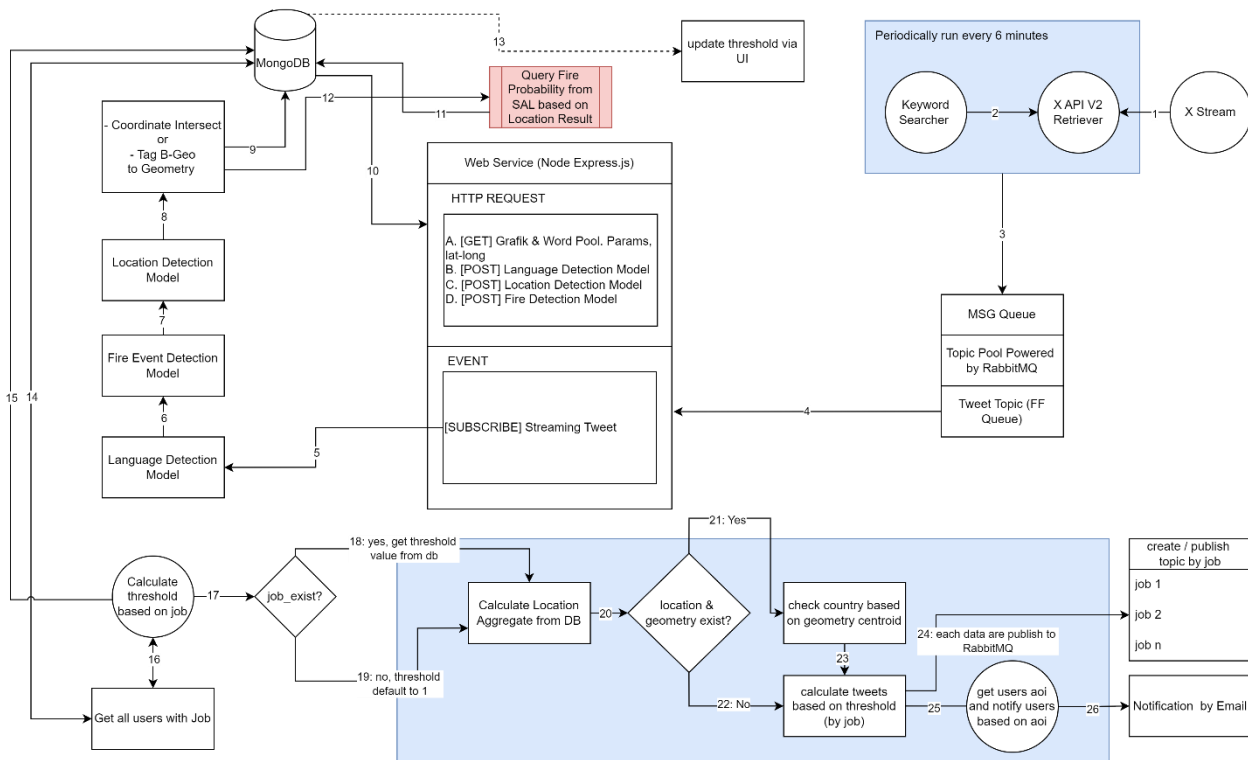 MongoDB
13
update threshold via
UI
Query Fire
Probability from
SAL based on
Location Result
12
11
- Coordinate Intersect
or
- Tag B-Geo
to Geometry
9
10
8
Location Detection
Model
7
Fire Event Detection
Model
6
Language Detection
Model
5
15
14
Web Service (Node Express.js)
HTTP REQUEST
A. [GET] Grafik & Word Pool. Params,
lat-long
B. [POST] Language Detection Model
C. [POST] Location Detection Model
D. [POST] Fire Detection Model
EVENT
[SUBSCRIBE] Streaming Tweet
Periodically run every 6 minutes
Keyword
Searcher
2
X API V2
Retriever
1
X Stream
3
MSG Queue
Topic Pool Powered
by RabbitMQ
Tweet Topic (FF
Queue)
4
Calculate
threshold
based on job
17
job_exist?
16
Get all users with Job
18: yes, get threshold
value from db
19: no, threshold
default to 1
Calculate Location
Aggregate from DB
20
location &
geometry exist?
21: Yes
22: No
check country based
on geometry centroid
23
calculate tweets
based on threshold
(by job)
24: each data are publish to
RabbitMQ
25
get users aoi
and notify users
based on aoi
26
create / publish
topic by job
job 1
job 2
job n
Notification by Email